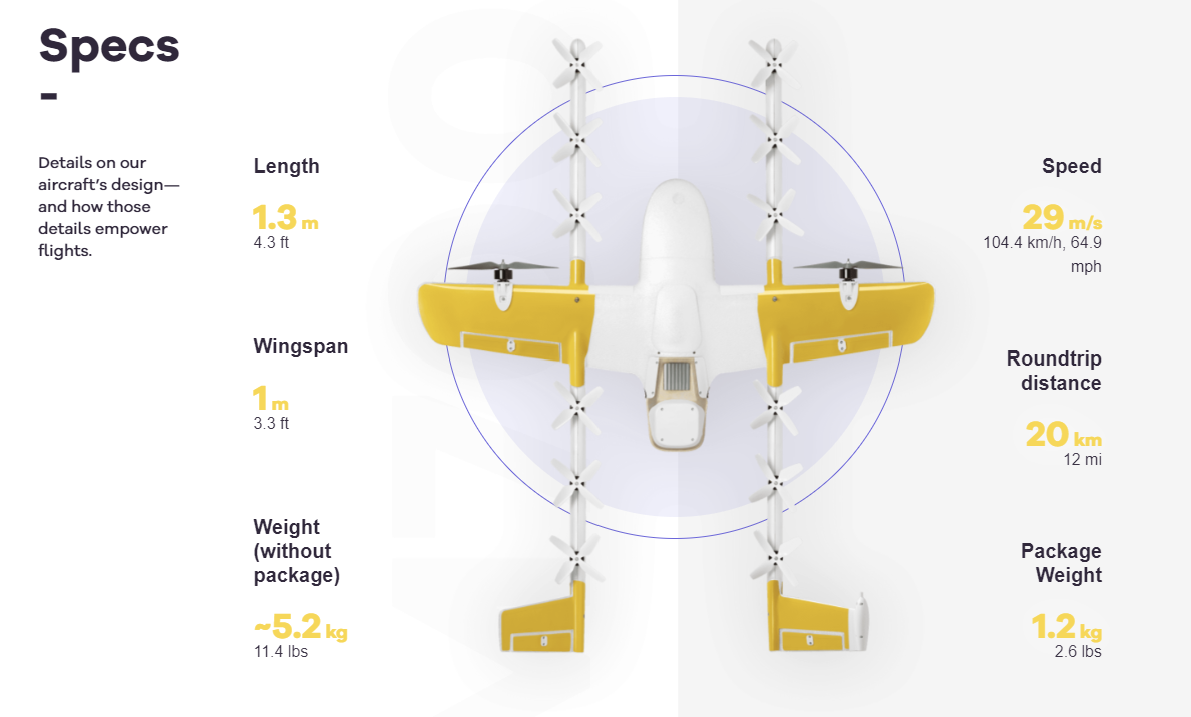 Specs
-
Details on our
aircraft's design—
and how those
details empower
flights.
Length
1.3 m
4.3 ft
Wingspan
1 m
3.3 ft
Weight
(without
package)
~5.2 kg
11.4 lbs
Speed
29 m/s
104.4 km/h, 64.9
mph
Roundtrip
distance
20 km
12 mi
Package
Weight
1.2 kg
2.6 lbs